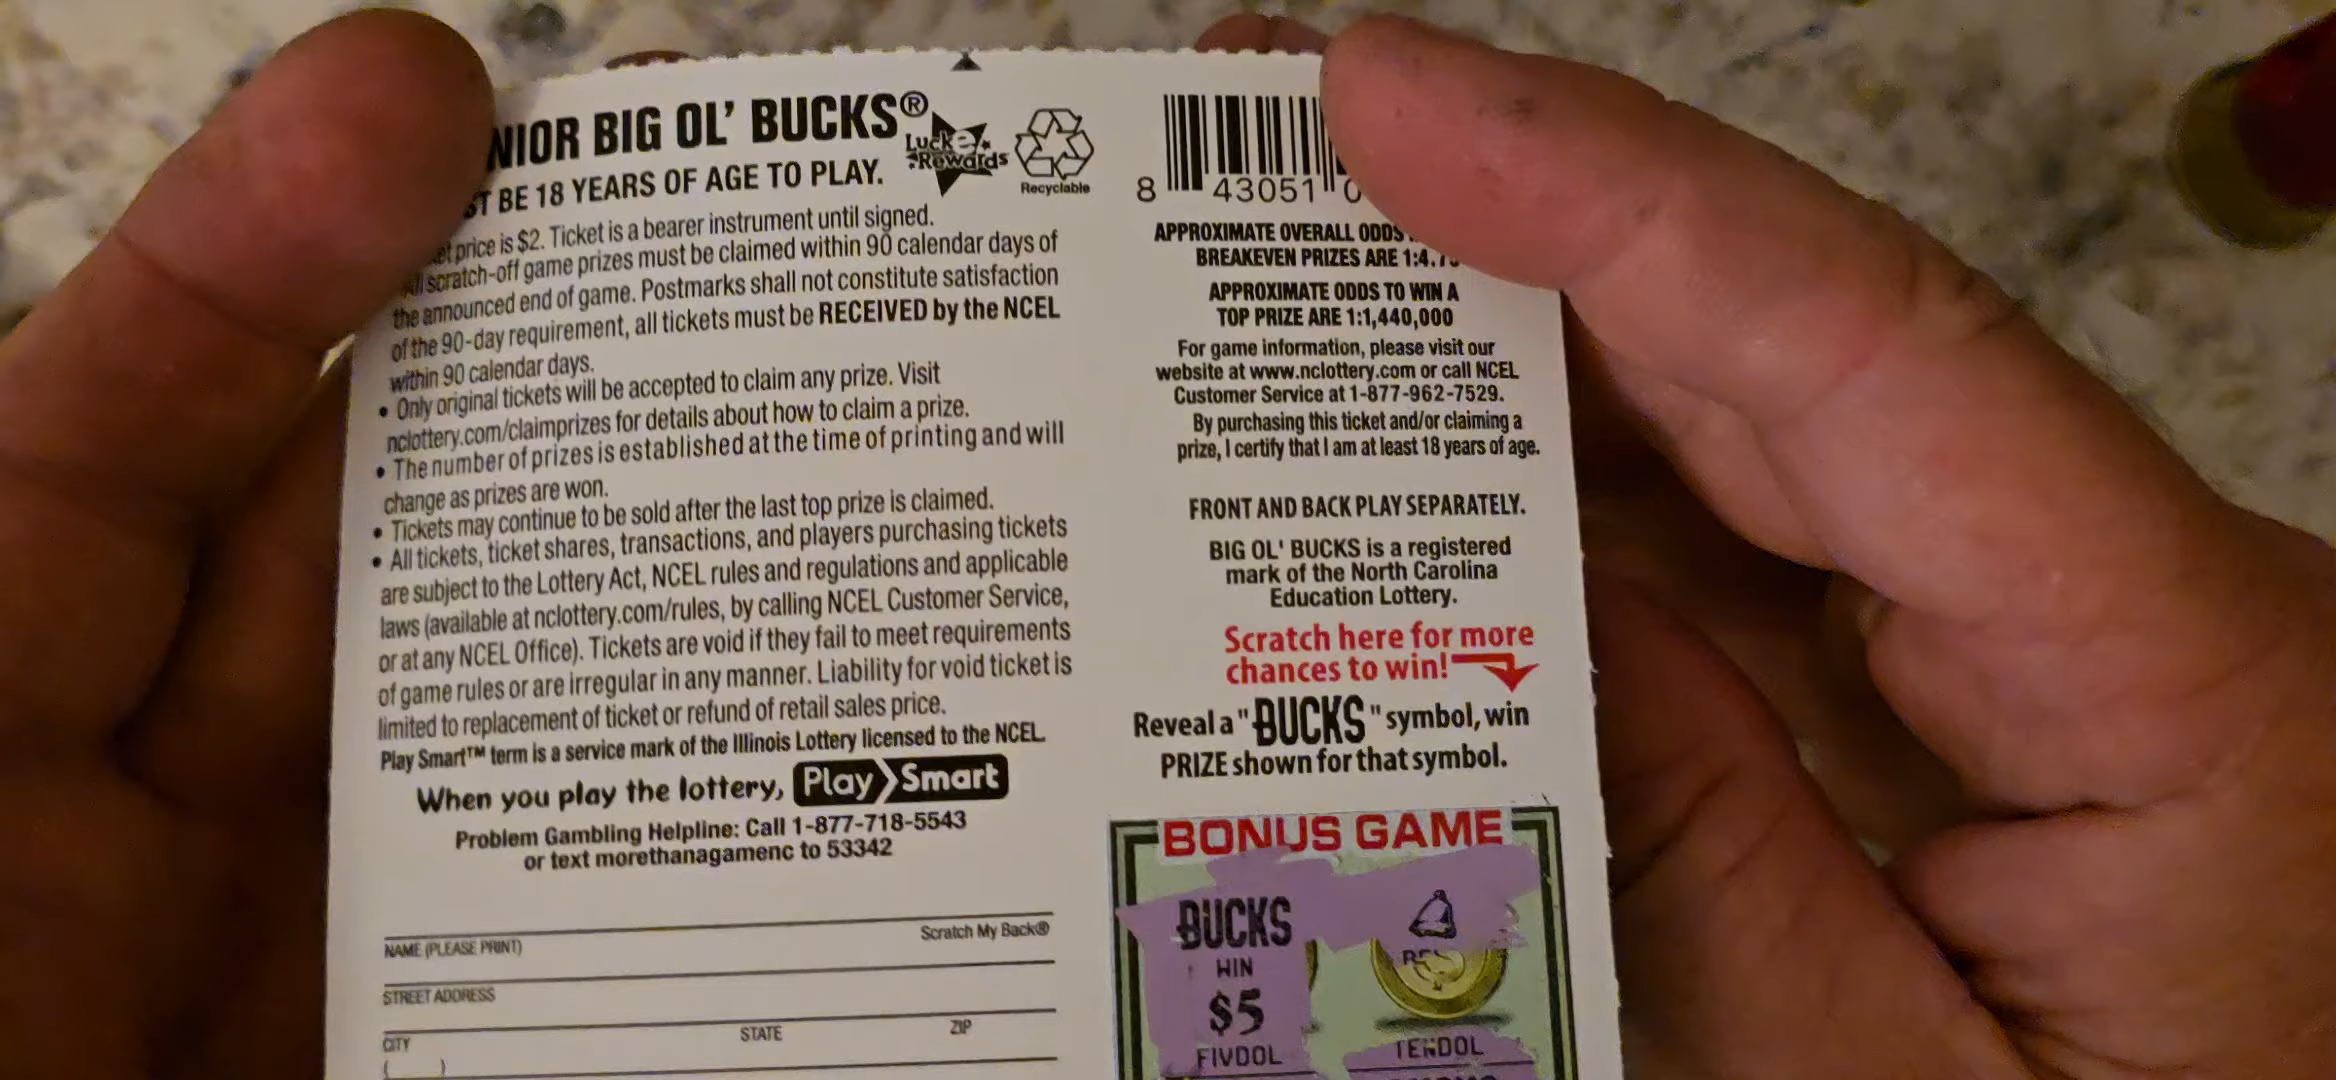 NIOR BIG OL' BUCKS®
Lucke Rewards
Recyclable
BE 18 YEARS OF AGE TO PLAY.
price is $2. Ticket is a bearer instrument until signed.
scratch-off game prizes must be claimed within 90 calendar days of
the announced end of game. Postmarks shall not constitute satisfaction
of the 90-day requirement, all tickets must be RECEIVED by the NCEL
within 90 calendar days.
• Only original tickets will be accepted to claim any prize. Visit
nclottery.com/claimprizes for details about how to claim a prize.
• The number of prizes is established at the time of printing and will
change as prizes are won.
• Tickets may continue to be sold after the last top prize is claimed.
• All tickets, ticket shares, transactions, and players purchasing tickets
are subject to the Lottery Act, NCEL rules and regulations and applicable
laws (available at nclottery.com/rules, by calling NCEL Customer Service,
or at any NCEL Office). Tickets are void if they fail to meet requirements
of game rules or are irregular in any manner. Liability for void ticket is
limited to replacement of ticket or refund of retail sales price.
Play Smart™ term is a service mark of the Illinois Lottery licensed to the NCEL.
When you play the lottery, Play Smart
Problem Gambling Helpline: Call 1-877-718-5543
or text morethanagamenc to 53342
Scratch My Back®
NAME (PLEASE PRINT)
STREET ADDRESS
CITY STATE ZIP
( )
8 43051 0
APPROXIMATE OVERALL ODDS
BREAKEVEN PRIZES ARE
APPROXIMATE ODDS TO WIN A
TOP PRIZE ARE 1:1,440,000
For game information, please visit our
website at www.nclottery.com or call NCEL
Customer Service at 1-877-962-7529.
By purchasing this ticket and/or claiming a
prize, I certify that I am at least 18 years of age.
FRONT AND BACK PLAY SEPARATELY.
BIG OL' BUCKS is a registered
mark of the North Carolina
Education Lottery.
Scratch here for more
chances to win!
Reveal a "BUCKS" symbol, win
PRIZE shown for that symbol.
BONUS GAME
BUCKS
WIN
$5
FIVDOL
TENDOL